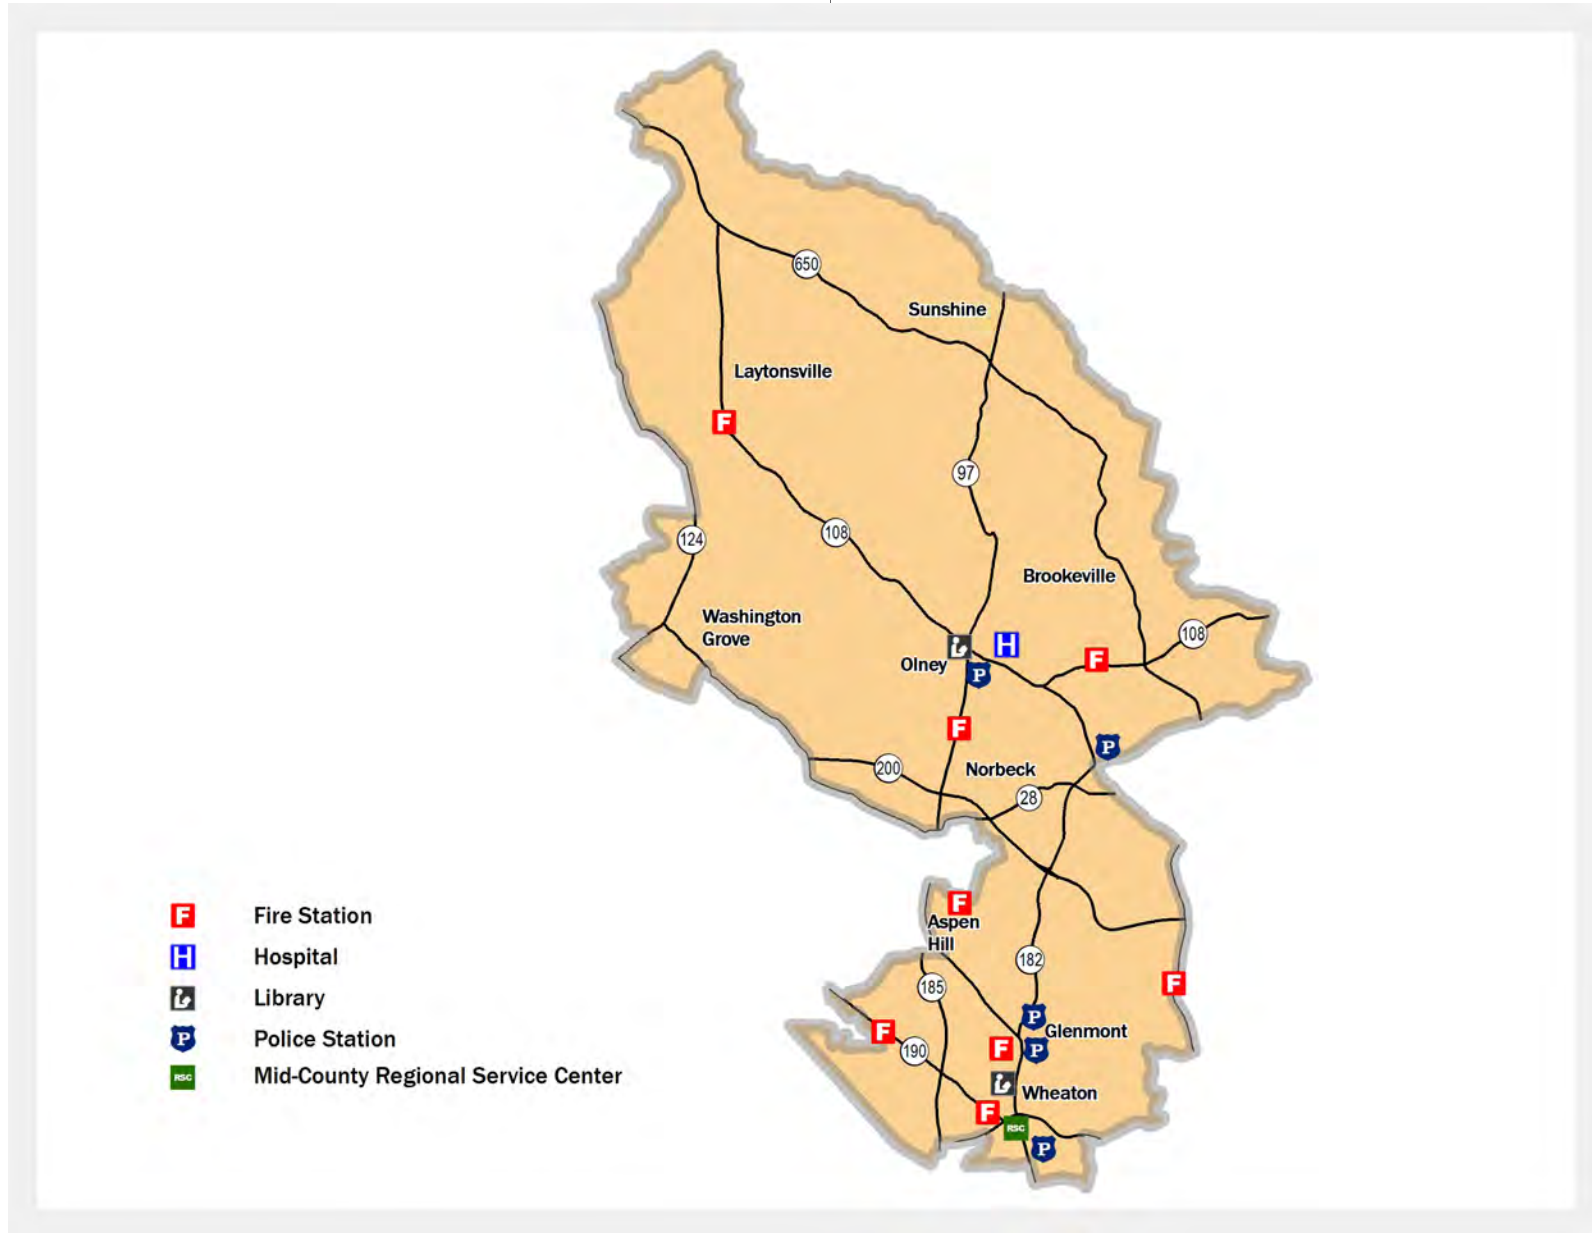 650
Sunshine
Laytonsville
F
97
108
124
Brookeville
Washington
Grove
108
H
F
Olney
P
F
P
200
Norbeck
28
F
Aspen
Hill
182
185
F
P
Glenmont
F
190
F
P
Wheaton
F
RSC
P
F Fire Station
H Hospital
Library
P Police Station
RSC Mid-County Regional Service Center